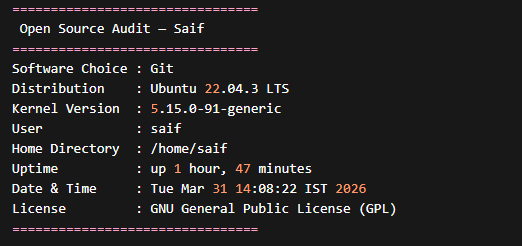 ================================
 Open Source Audit — Saif
================================
Software Choice : Git
Distribution    : Ubuntu 22.04.3 LTS
Kernel Version  : 5.15.0-91-generic
User            : saif
Home Directory  : /home/saif
Uptime          : up 1 hour, 47 minutes
Date & Time     : Tue Mar 31 14:08:22 IST 2026
License         : GNU General Public License (GPL)
================================